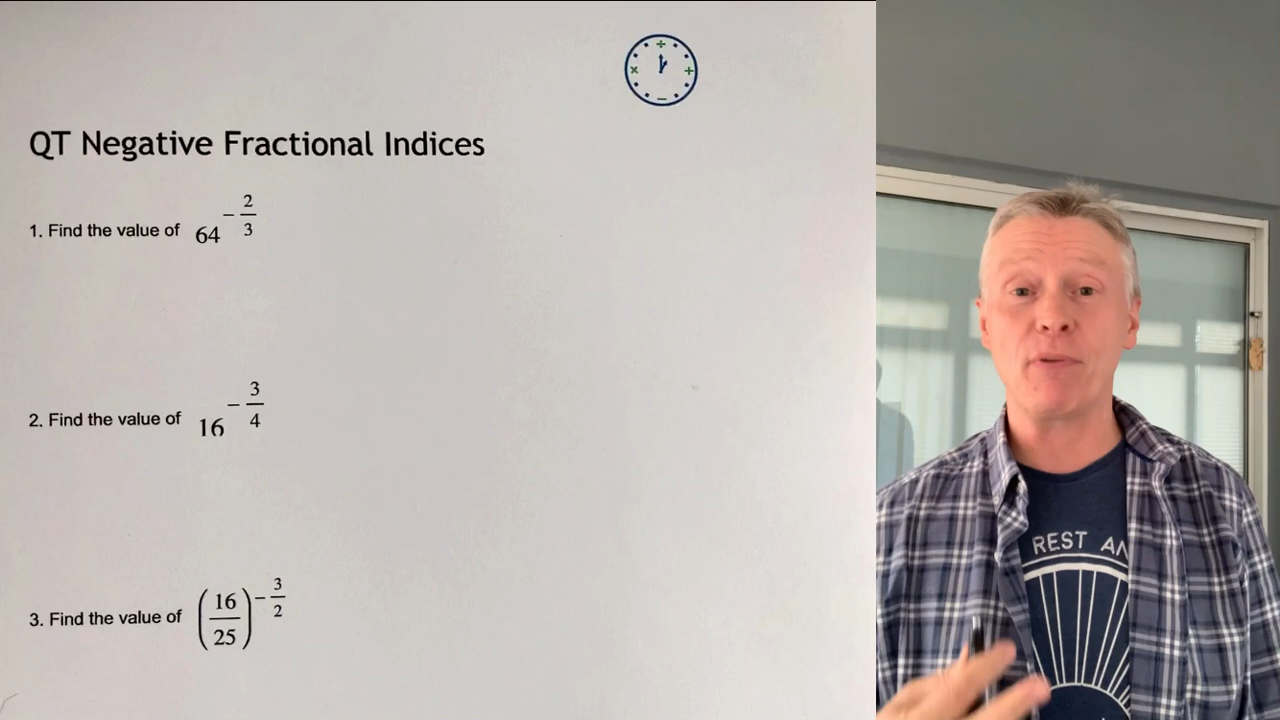 QT Negative Fractional Indices
1. Find the value of 64^(-2/3)
2. Find the value of 16^(-3/4)
3. Find the value of (16/25)^(-3/2)
REST AN